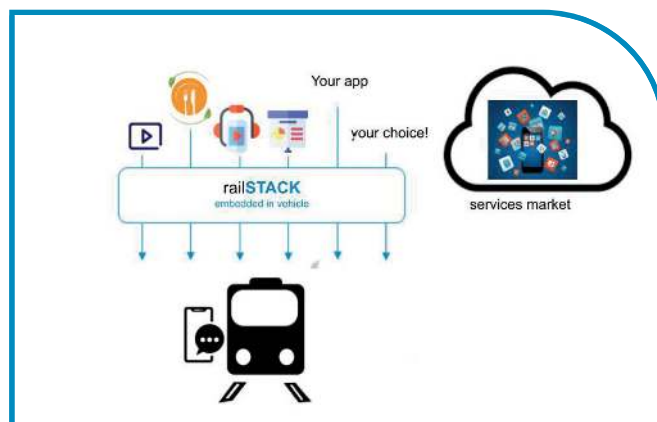 Your app
your choice!
railSTACK
embedded in vehicle
services market